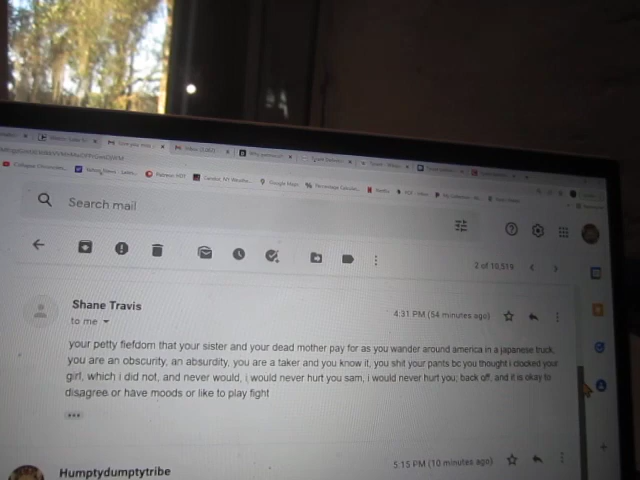 Search mail
2 of 10,519
Shane Travis
4:31 PM (54 minutes ago)
to me
your petty fiefdom that your sister and your dead mother pay for as you wander around america in a japanese truck,
you are an obscurity, an absurdity, you are a taker and you know it, you shit your pants bc you thought i clocked your
girl, which i did not, and never would, i would never hurt you sam, i would never hurt you; back off, and it is okay to
disagree or have moods or like to play fight
Humptydumptytribe
5:15 PM (10 minutes ago)